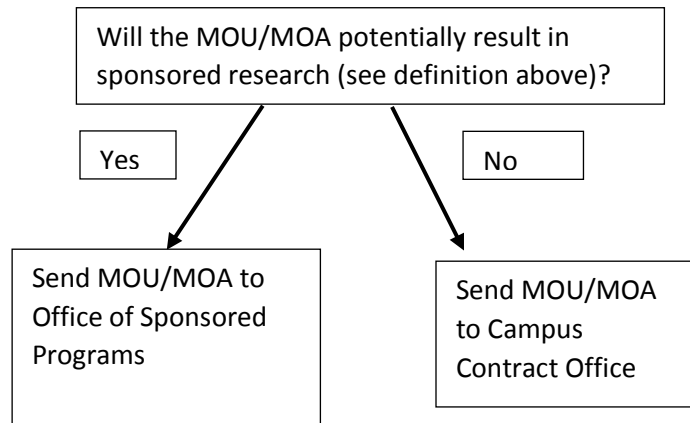 Will the MOU/MOA potentially result in
sponsored research (see definition above)?
Yes
No
Send MOU/MOA to
Office of Sponsored
Programs
Send MOU/MOA
to Campus
Contract Office